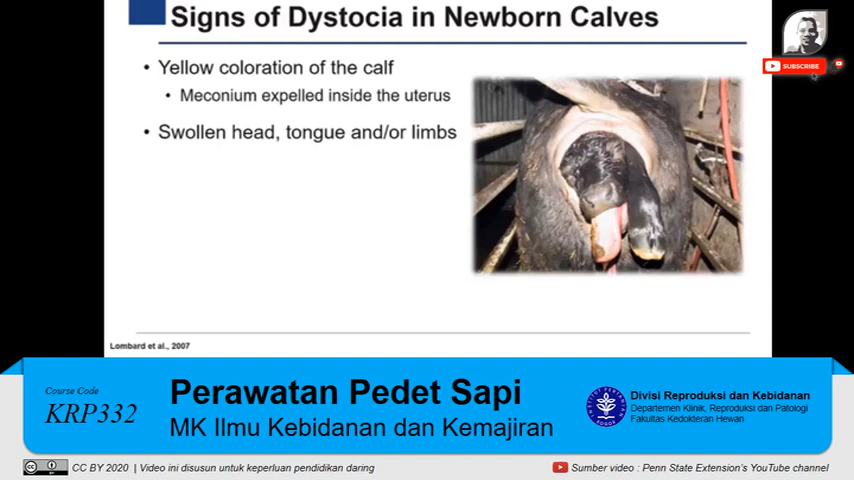 Signs of Dystocia in Newborn Calves
SUBSCRIBE
• Yellow coloration of the calf
• Meconium expelled inside the uterus
• Swollen head, tongue and/or limbs
Lombard et al., 2007
Course Code
KRP332
Perawatan Pedet Sapi
MK Ilmu Kebidanan dan Kemajiran
Divisi Reproduksi dan Kebidanan
Departemen Klinik, Reproduksi dan Patologi
Fakultas Kedokteran Hewan
CC BY 2020 | Video ini disusun untuk keperluan pendidikan daring
Sumber video : Penn State Extension's YouTube channel